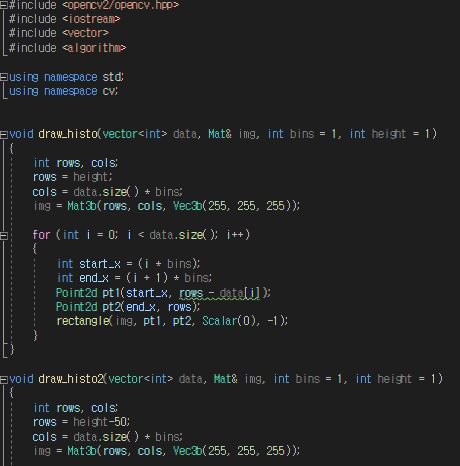 #include <opencv2/opencv.hpp>
#include <iostream>
#include <vector>
#include <algorithm>
using namespace std;
using namespace cv;
void draw_histo(vector<int> data, Mat& img, int bins = 1, int height = 1)
{
int rows, cols;
rows = height;
cols = data.size() * bins;
img = Mat3b(rows, cols, Vec3b(255, 255, 255));
for (int i = 0; i < data.size(); i++)
{
int start_x = (i * bins);
int end_x = (i + 1) * bins;
Point2d pt1(start_x, rows - data[i]);
Point2d pt2(end_x, rows);
rectangle(img, pt1, pt2, Scalar(0), -1);
}
}
void draw_histo2(vector<int> data, Mat& img, int bins = 1, int height = 1)
{
int rows, cols;
rows = height-50;
cols = data.size() * bins;
img = Mat3b(rows, cols, Vec3b(255, 255, 255));